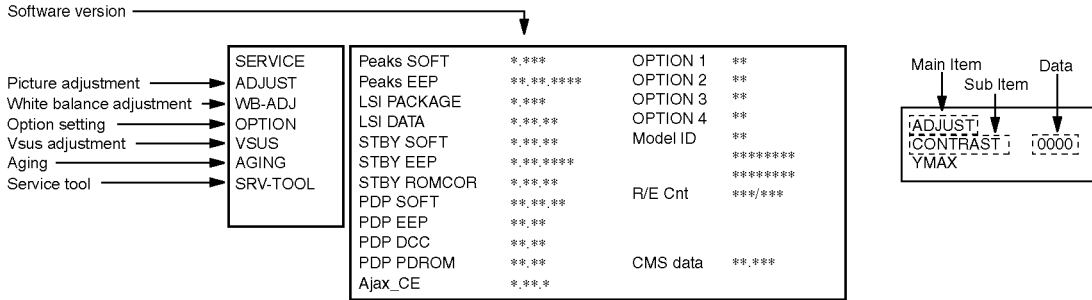 Software version
SERVICE
Picture adjustment ADJUST
White balance adjustment WB-ADJ
Option setting OPTION
Vsus adjustment VSUS
Aging AGING
Service tool SRV-TOOL
Peaks SOFT *.***
Peaks EEP **.**.****
LSI PACKAGE *.***
LSI DATA *.**.**
STBY SOFT *.**.**
STBY EEP *.**.****
STBY ROMCOR *.**.**
PDP SOFT **.**.**
PDP EEP **.**
PDP DCC **.**
PDP PDROM **.**
Ajax_CE *.**.*
OPTION 1 **
OPTION 2 **
OPTION 3 **
OPTION 4 **
Model ID **
********
********
R/E Cnt ***/***
CMS data **.***
Main Item
Sub Item
Data
ADJUST
CONTRAST 0000
YMAX